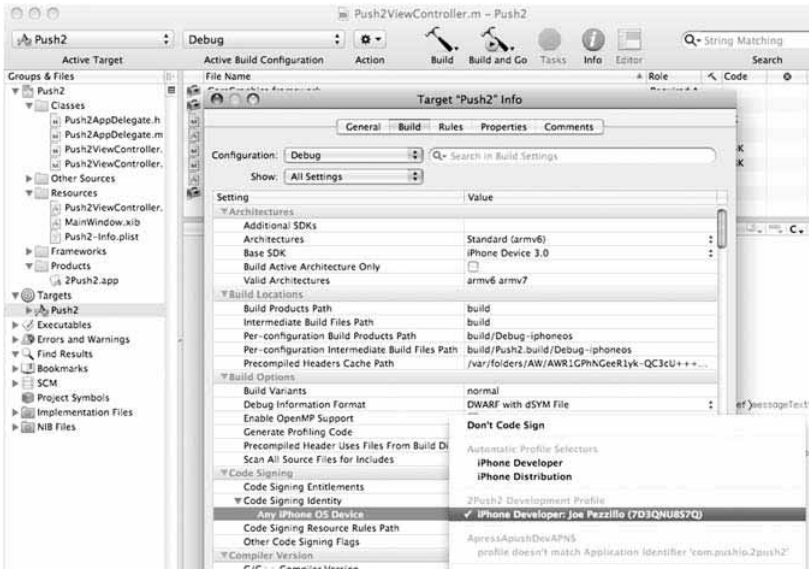 Push2ViewController.m – Push2
Push2
Debug
Active Target
Active Build Configuration
Action
Build
Build and Go
Tasks
Info
Editor
String Matching
Search
Groups & Files
File Name
Role
Code
Push2
Classes
Push2AppDelegate.h
Push2AppDelegate.m
Push2ViewController.
Push2ViewController.
Other Sources
Resources
Push2ViewController.
MainWindow.xib
Push2-Info.plist
Frameworks
Products
2Push2.app
Targets
Push2
Executables
Errors and Warnings
Find Results
Bookmarks
SCM
Project Symbols
Implementation Files
NIB Files
Target "Push2" Info
General
Build
Rules
Properties
Comments
Configuration: Debug
Search in Build Settings
Show: All Settings
Setting Value
Architectures
Additional SDKs
Architectures Standard (armv6)
Base SDK iPhone Device 3.0
Build Active Architecture Only
Valid Architectures armv6 armv7
Build Locations
Build Products Path build
Intermediate Build Files Path build
Per-configuration Build Products Path build/Debug-iphoneos
Per-configuration Intermediate Build Files Path build/Push2.build/Debug-iphoneos
Precompiled Headers Cache Path /var/folders/AW/AWR1GPhNGeeR1yk-QC3cU+++...
Build Options
Build Variants normal
Debug Information Format DWARF with dSYM File
Enable OpenMP Support
Generate Profiling Code
Precompiled Header Uses Files From Build Di
Scan All Source Files for Includes
Code Signing
Code Signing Entitlements
Code Signing Identity
Any iPhone OS Device
Code Signing Resource Rules Path
Other Code Signing Flags
Compiler Version
Don't Code Sign
Automatic Profile Selectors
iPhone Developer
iPhone Distribution
2Push2 Development Profile
✓ iPhone Developer: Joe Pezzillo (7D3QNU8S7Q)
ApressApushDevAPNS
profile doesn't match Application Identifier 'com.pushio.2push2'
C,
ef)messageText